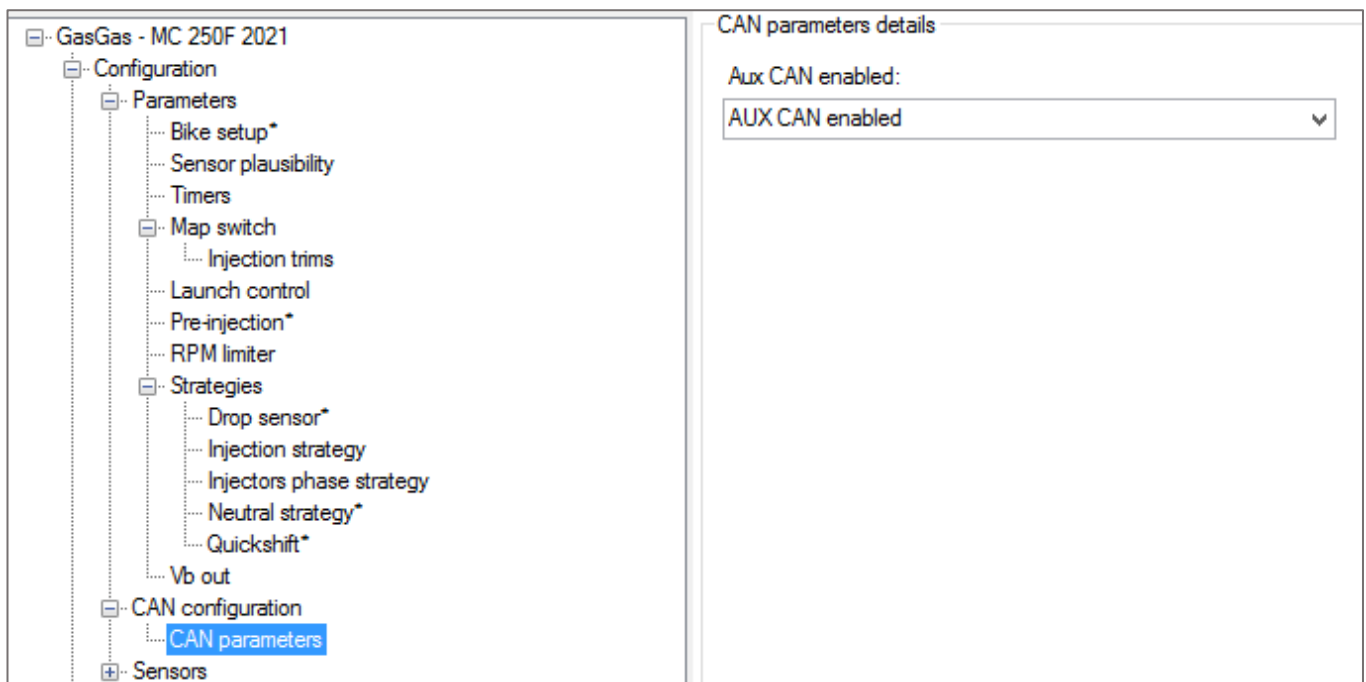 GasGas - MC 250F 2021
Configuration
Parameters
Bike setup*
Sensor plausibility
Timers
Map switch
Injection trims
Launch control
Pre-injection*
RPM limiter
Strategies
Drop sensor*
Injection strategy
Injectors phase strategy
Neutral strategy*
Quickshift*
Vb out
CAN configuration
CAN parameters
Sensors
CAN parameters details
Aux CAN enabled:
AUX CAN enabled